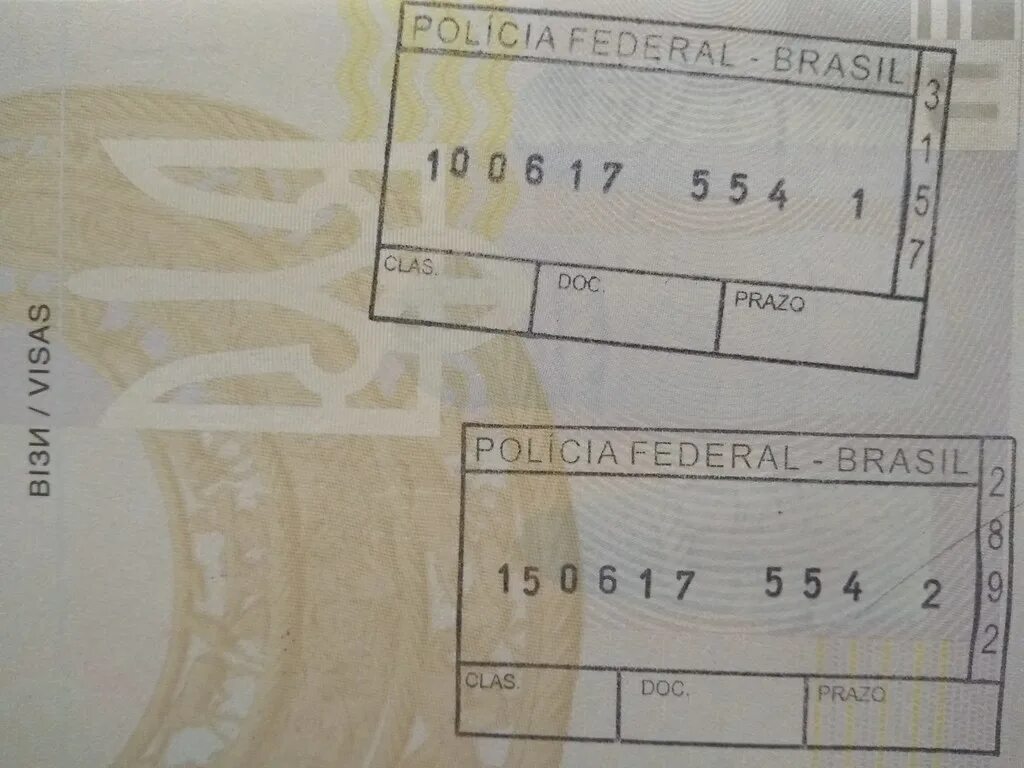 ВІЗИ / VISAS
POLÍCIA FEDERAL - BRASIL
3157
100617 554 1
CLAS. DOC. PRAZO
POLÍCIA FEDERAL - BRASIL
2892
150617 554 2
CLAS. DOC. PRAZO